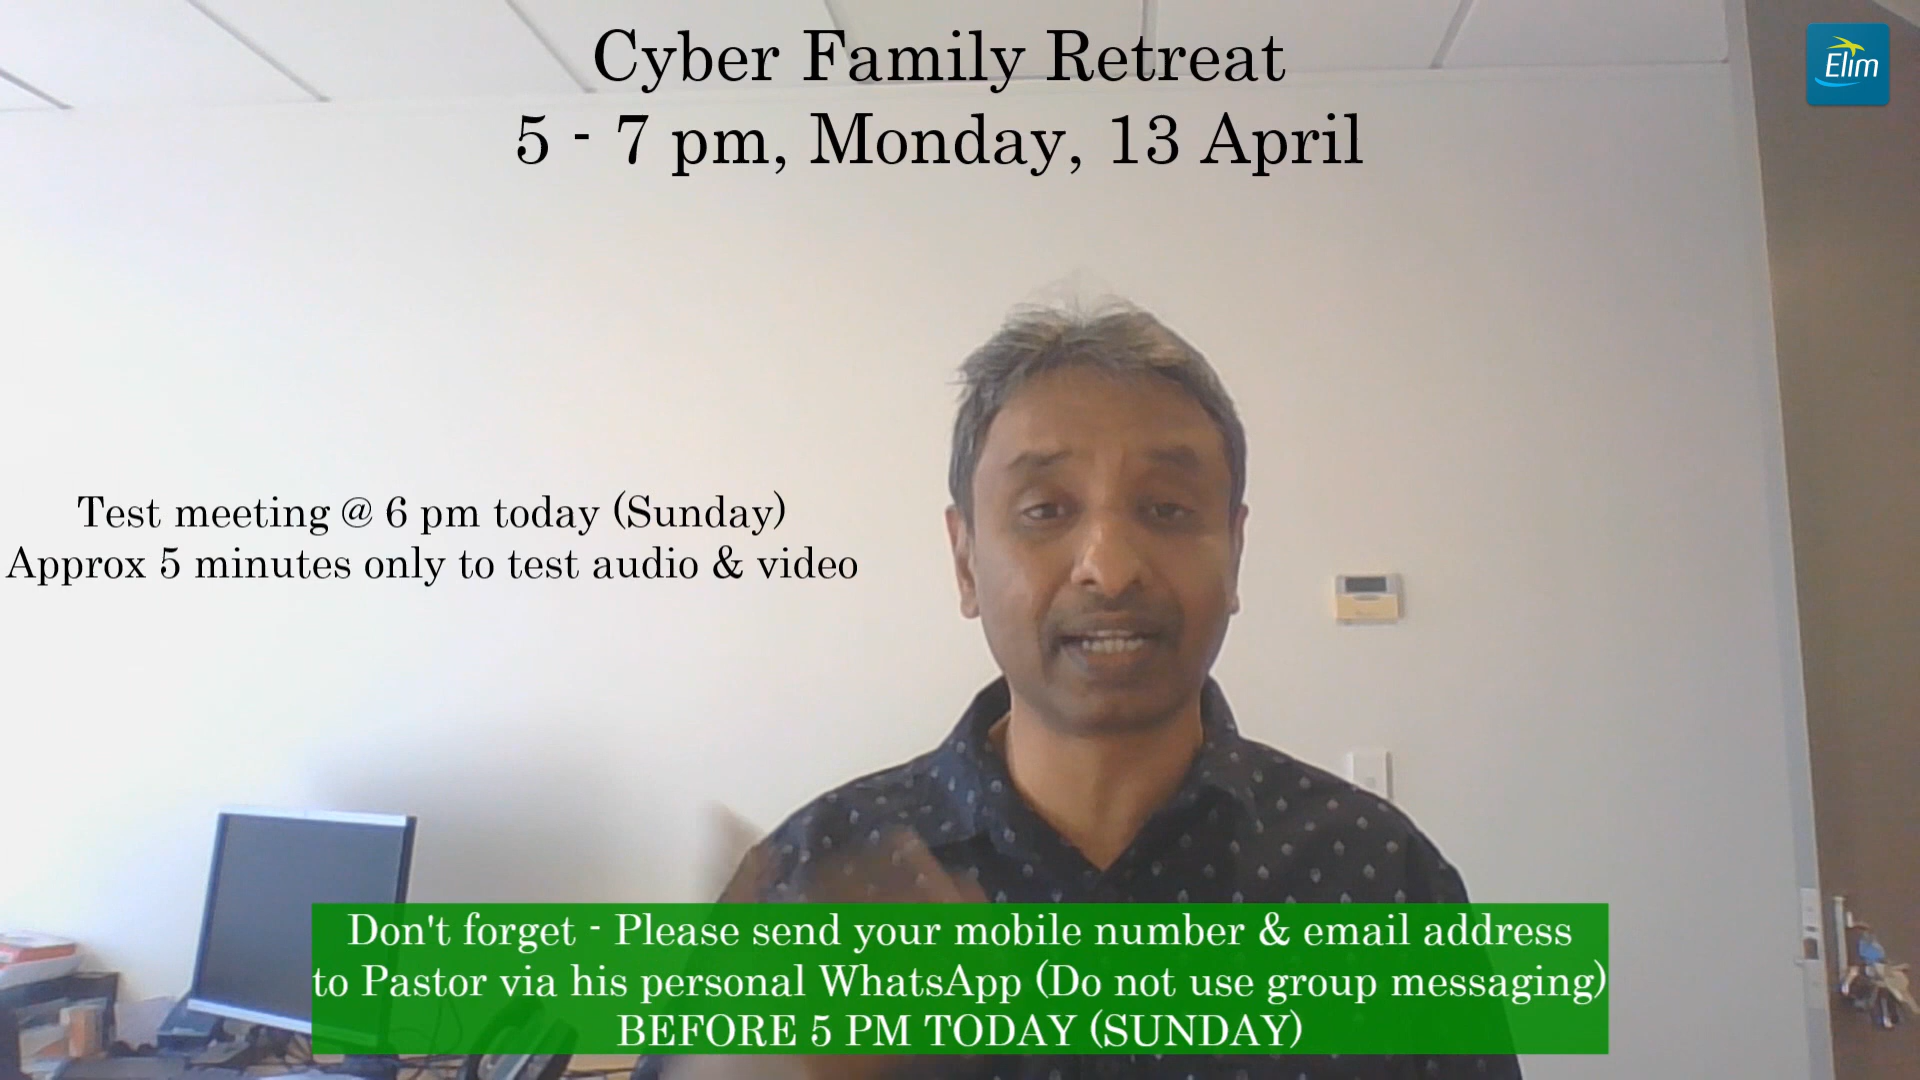 Cyber Family Retreat
5 - 7 pm, Monday, 13 April
Elim
Test meeting @ 6 pm today (Sunday)
Approx 5 minutes only to test audio & video
Don't forget - Please send your mobile number & email address
to Pastor via his personal WhatsApp (Do not use group messaging)
BEFORE 5 PM TODAY (SUNDAY)